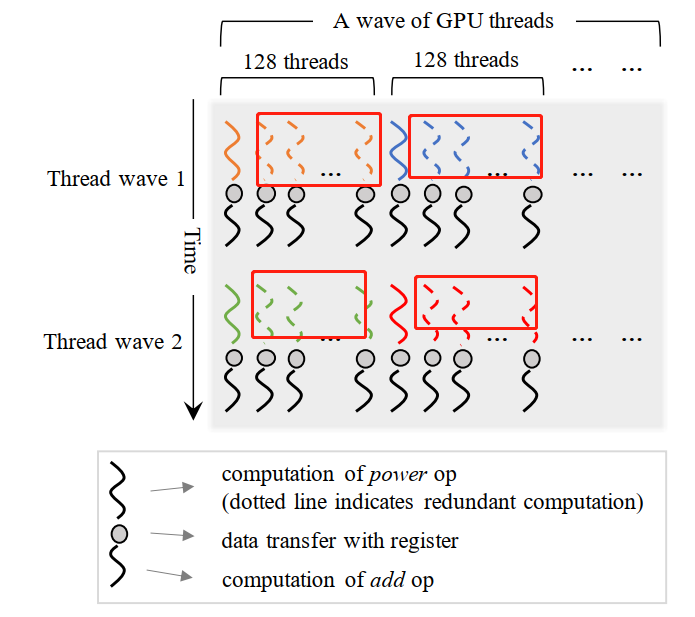 A wave of GPU threads
128 threads
128 threads
... ...
Thread wave 1
...
...
... ...
Time
Thread wave 2
...
...
... ...
computation of power op
(dotted line indicates redundant computation)
data transfer with register
computation of add op